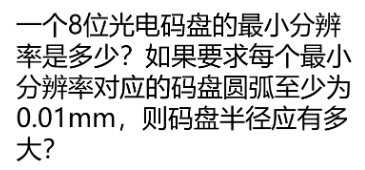 一个8位光电码盘的最小分辨
率是多少？如果要求每个最小
分辨率对应的码盘圆弧至少为
0.01mm，则码盘半径应有多
大？